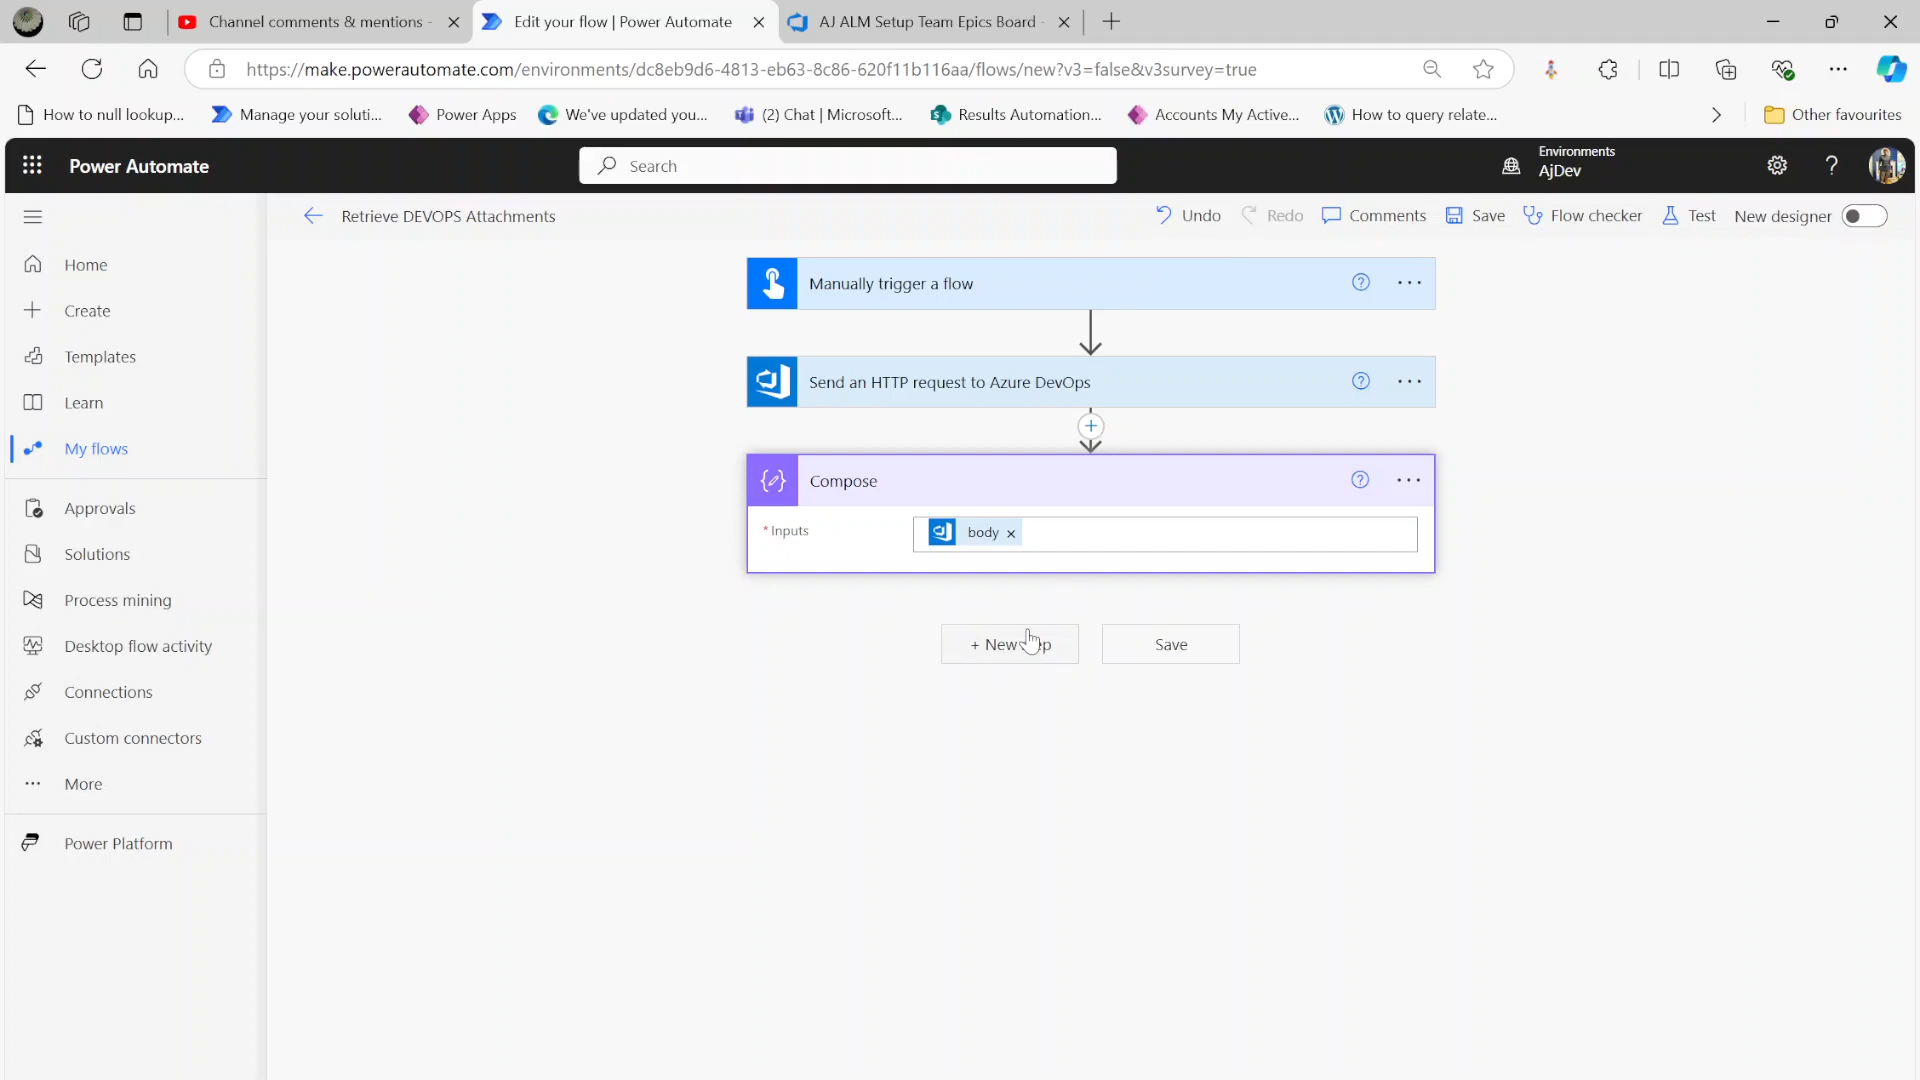 Channel comments & mentions -
Edit your flow | Power Automate
AJ ALM Setup Team Epics Board -
https://make.powerautomate.com/environments/dc8eb9d6-4813-eb63-8c86-620f11b116aa/flows/new?v3=false&v3survey=true
How to null lookup...
Manage your soluti...
Power Apps
We've updated you...
(2) Chat | Microsoft...
Results Automation...
Accounts My Active...
How to query relate...
Other favourites
Power Automate
Search
Environments
AjDev
Retrieve DEVOPS Attachments
Undo
Redo
Comments
Save
Flow checker
Test
New designer
Home
Create
Templates
Learn
My flows
Approvals
Solutions
Process mining
Desktop flow activity
Connections
Custom connectors
More
Power Platform
Manually trigger a flow
Send an HTTP request to Azure DevOps
Compose
* Inputs
body
+ New
Save